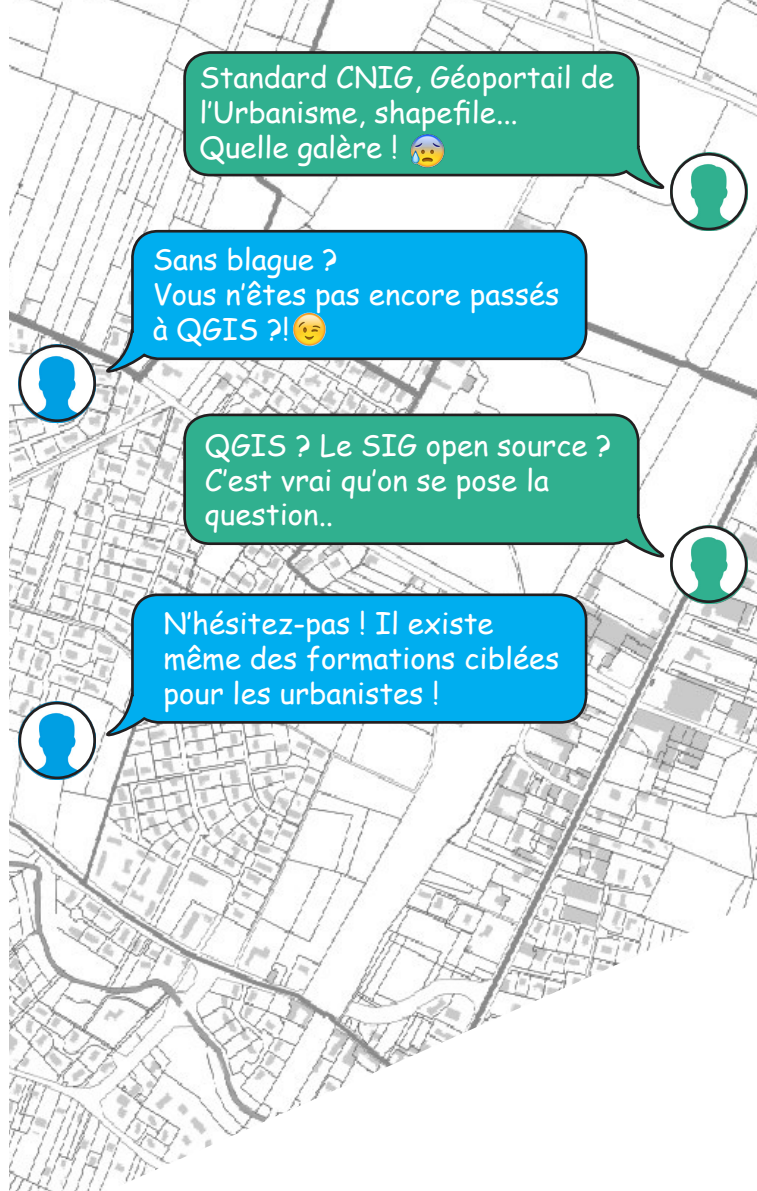 Standard CNIG, Géoportail de
l'Urbanisme, shapefile...
Quelle galère ! 😰
Sans blague ?
Vous n'êtes pas encore passés
à QGIS ?!😉
QGIS ? Le SIG open source ?
C'est vrai qu'on se pose la
question..
N'hésitez-pas ! Il existe
même des formations ciblées
pour les urbanistes !